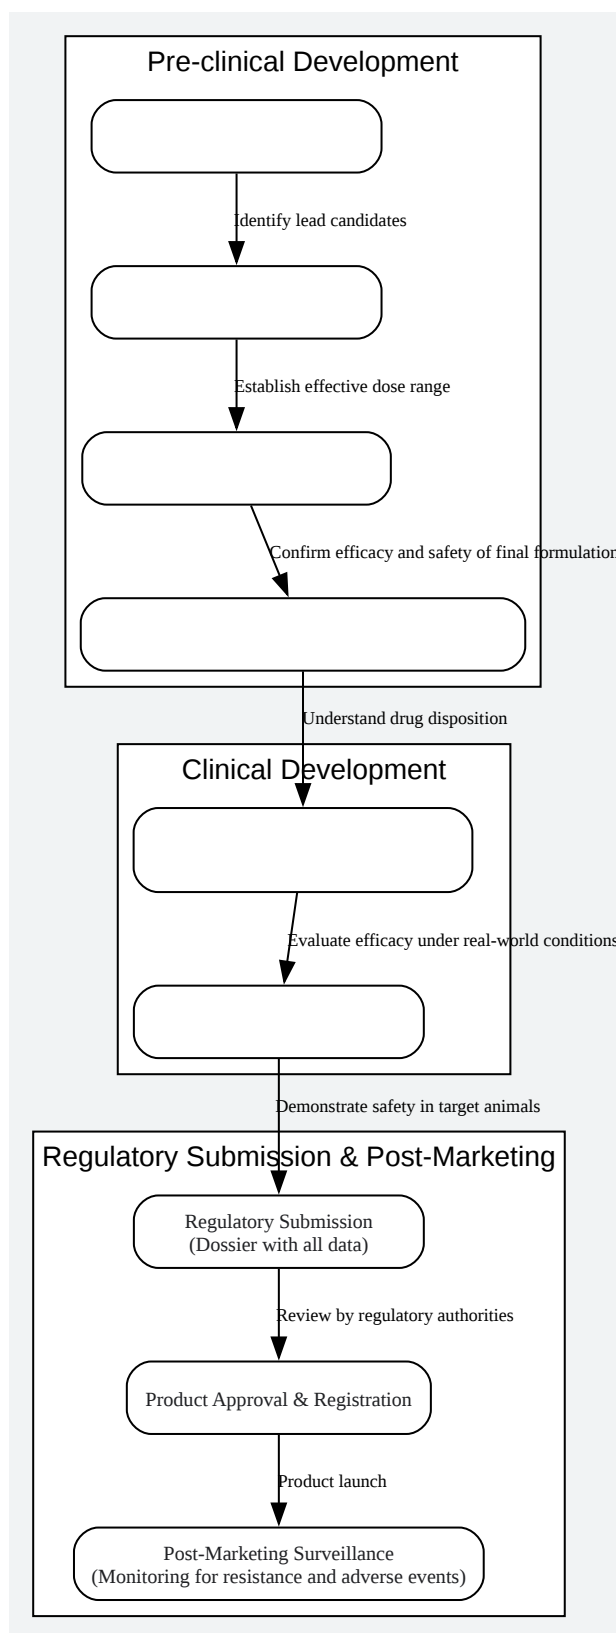 Pre-clinical Development
Identify lead candidates
Establish effective dose range
Confirm efficacy and safety of final formulation
Understand drug disposition
Clinical Development
Evaluate efficacy under real-world conditions
Demonstrate safety in target animals
Regulatory Submission & Post-Marketing
Regulatory Submission
(Dossier with all data)
Review by regulatory authorities
Product Approval & Registration
Product launch
Post-Marketing Surveillance
(Monitoring for resistance and adverse events)